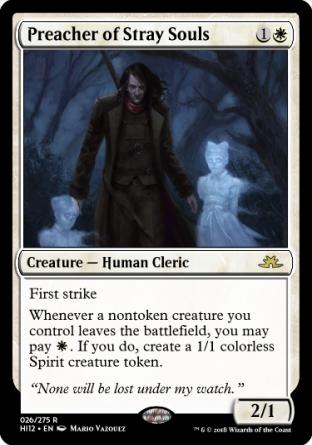 Preacher of Stray Souls 1
Creature — Human Cleric
First strike
Whenever a nontoken creature you
control leaves the battlefield, you may
pay . If you do, create a 1/1 colorless
Spirit creature token.
“None will be lost under my watch.”
026/275 R
HI12 • EN Mario Vazouez ™ & © 2018 Wizards of the Coast
2/1